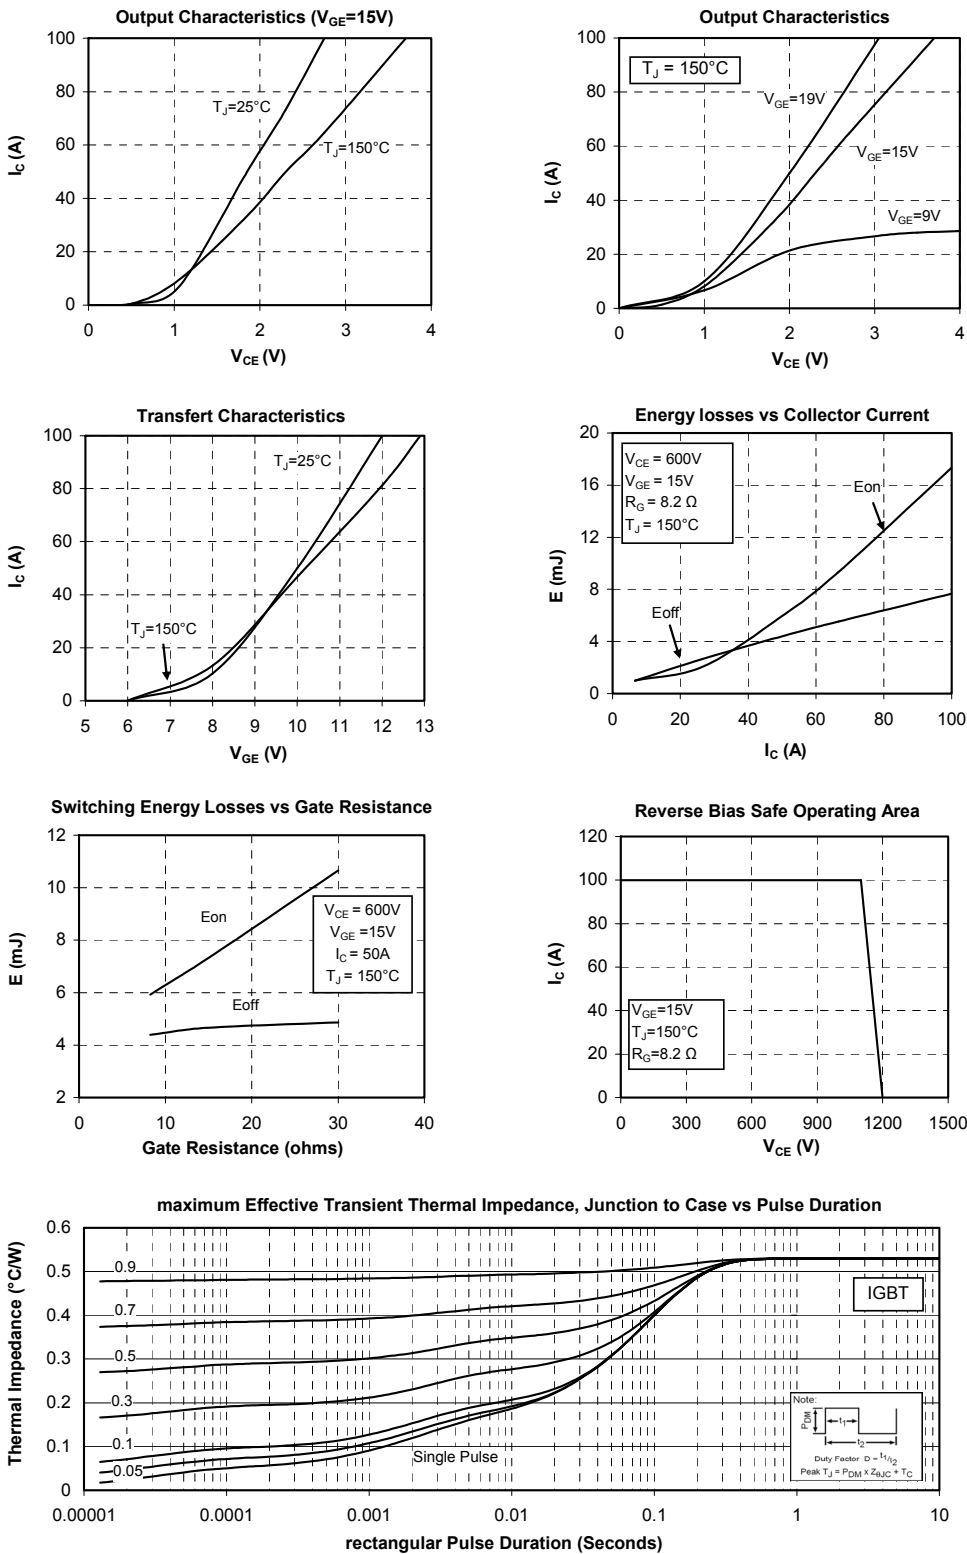 Output Characteristics (VGE=15V)
100
80
60
40
20
0
0 1 2 3 4
IC (A)
VCE (V)
TJ=25°C
TJ=150°C
Output Characteristics
100
80
60
40
20
0
0 1 2 3 4
IC (A)
VCE (V)
TJ = 150°C
VGE=19V
VGE=15V
VGE=9V
Transfert Characteristics
100
80
60
40
20
0
5 6 7 8 9 10 11 12 13
IC (A)
VGE (V)
TJ=25°C
TJ=150°C
Energy losses vs Collector Current
20
16
12
8
4
0
0 20 40 60 80 100
E (mJ)
IC (A)
VCE = 600V
VGE = 15V
RG = 8.2 Ω
TJ = 150°C
Eon
Eoff
Switching Energy Losses vs Gate Resistance
12
10
8
6
4
2
0 10 20 30 40
E (mJ)
Gate Resistance (ohms)
Eon
Eoff
VCE = 600V
VGE =15V
IC = 50A
TJ = 150°C
Reverse Bias Safe Operating Area
120
100
80
60
40
20
0
0 300 600 900 1200 1500
IC (A)
VCE (V)
VGE=15V
TJ=150°C
RG=8.2 Ω
maximum Effective Transient Thermal Impedance, Junction to Case vs Pulse Duration
0.6
0.5
0.4
0.3
0.2
0.1
0
0.00001 0.0001 0.001 0.01 0.1 1 10
Thermal Impedance (°C/W)
rectangular Pulse Duration (Seconds)
0.9
0.7
0.5
0.3
0.1
0.05
Single Pulse
IGBT
Note:
PDM
t1
t2
Duty Factor D = t1/t2
Peak TJ = PDM x ZθJC + TC